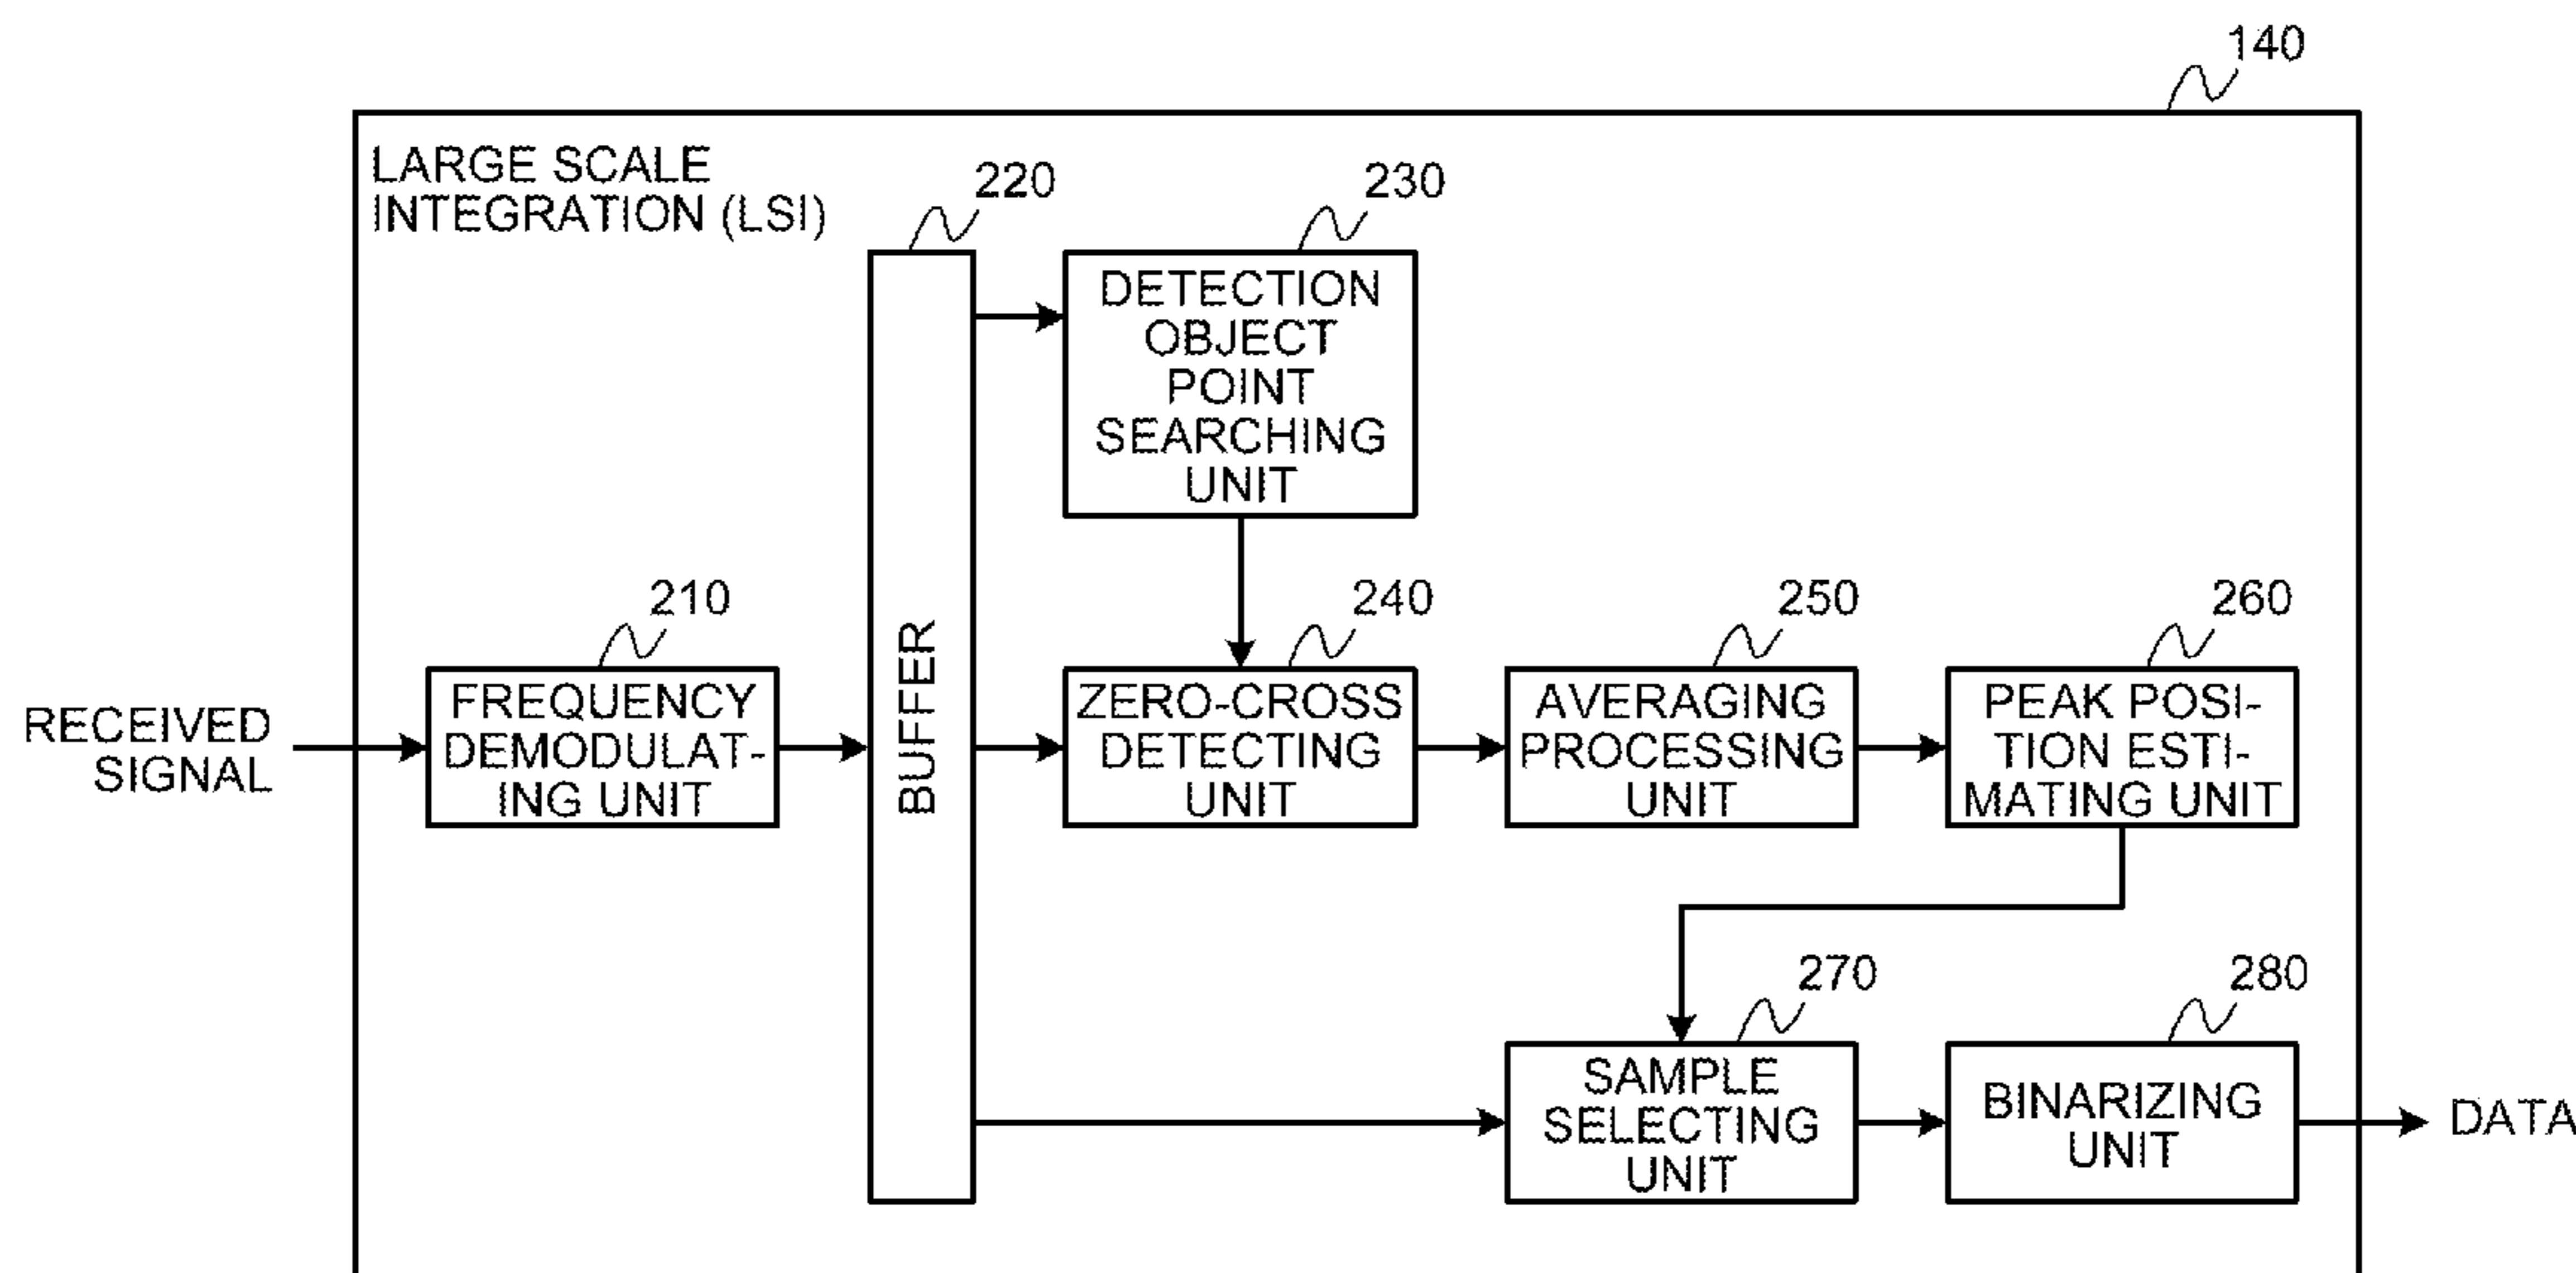 140
LARGE SCALE
INTEGRATION (LSI)
220
230
DETECTION
OBJECT
POINT
SEARCHING
UNIT
210
240
250
260
RECEIVED
SIGNAL
FREQUENCY
DEMODULAT-
ING UNIT
BUFFER
ZERO-CROSS
DETECTING
UNIT
AVERAGING
PROCESSING
UNIT
PEAK POSI-
TION ESTI-
MATING UNIT
270
280
SAMPLE
SELECTING
UNIT
BINARIZING
UNIT
DATA